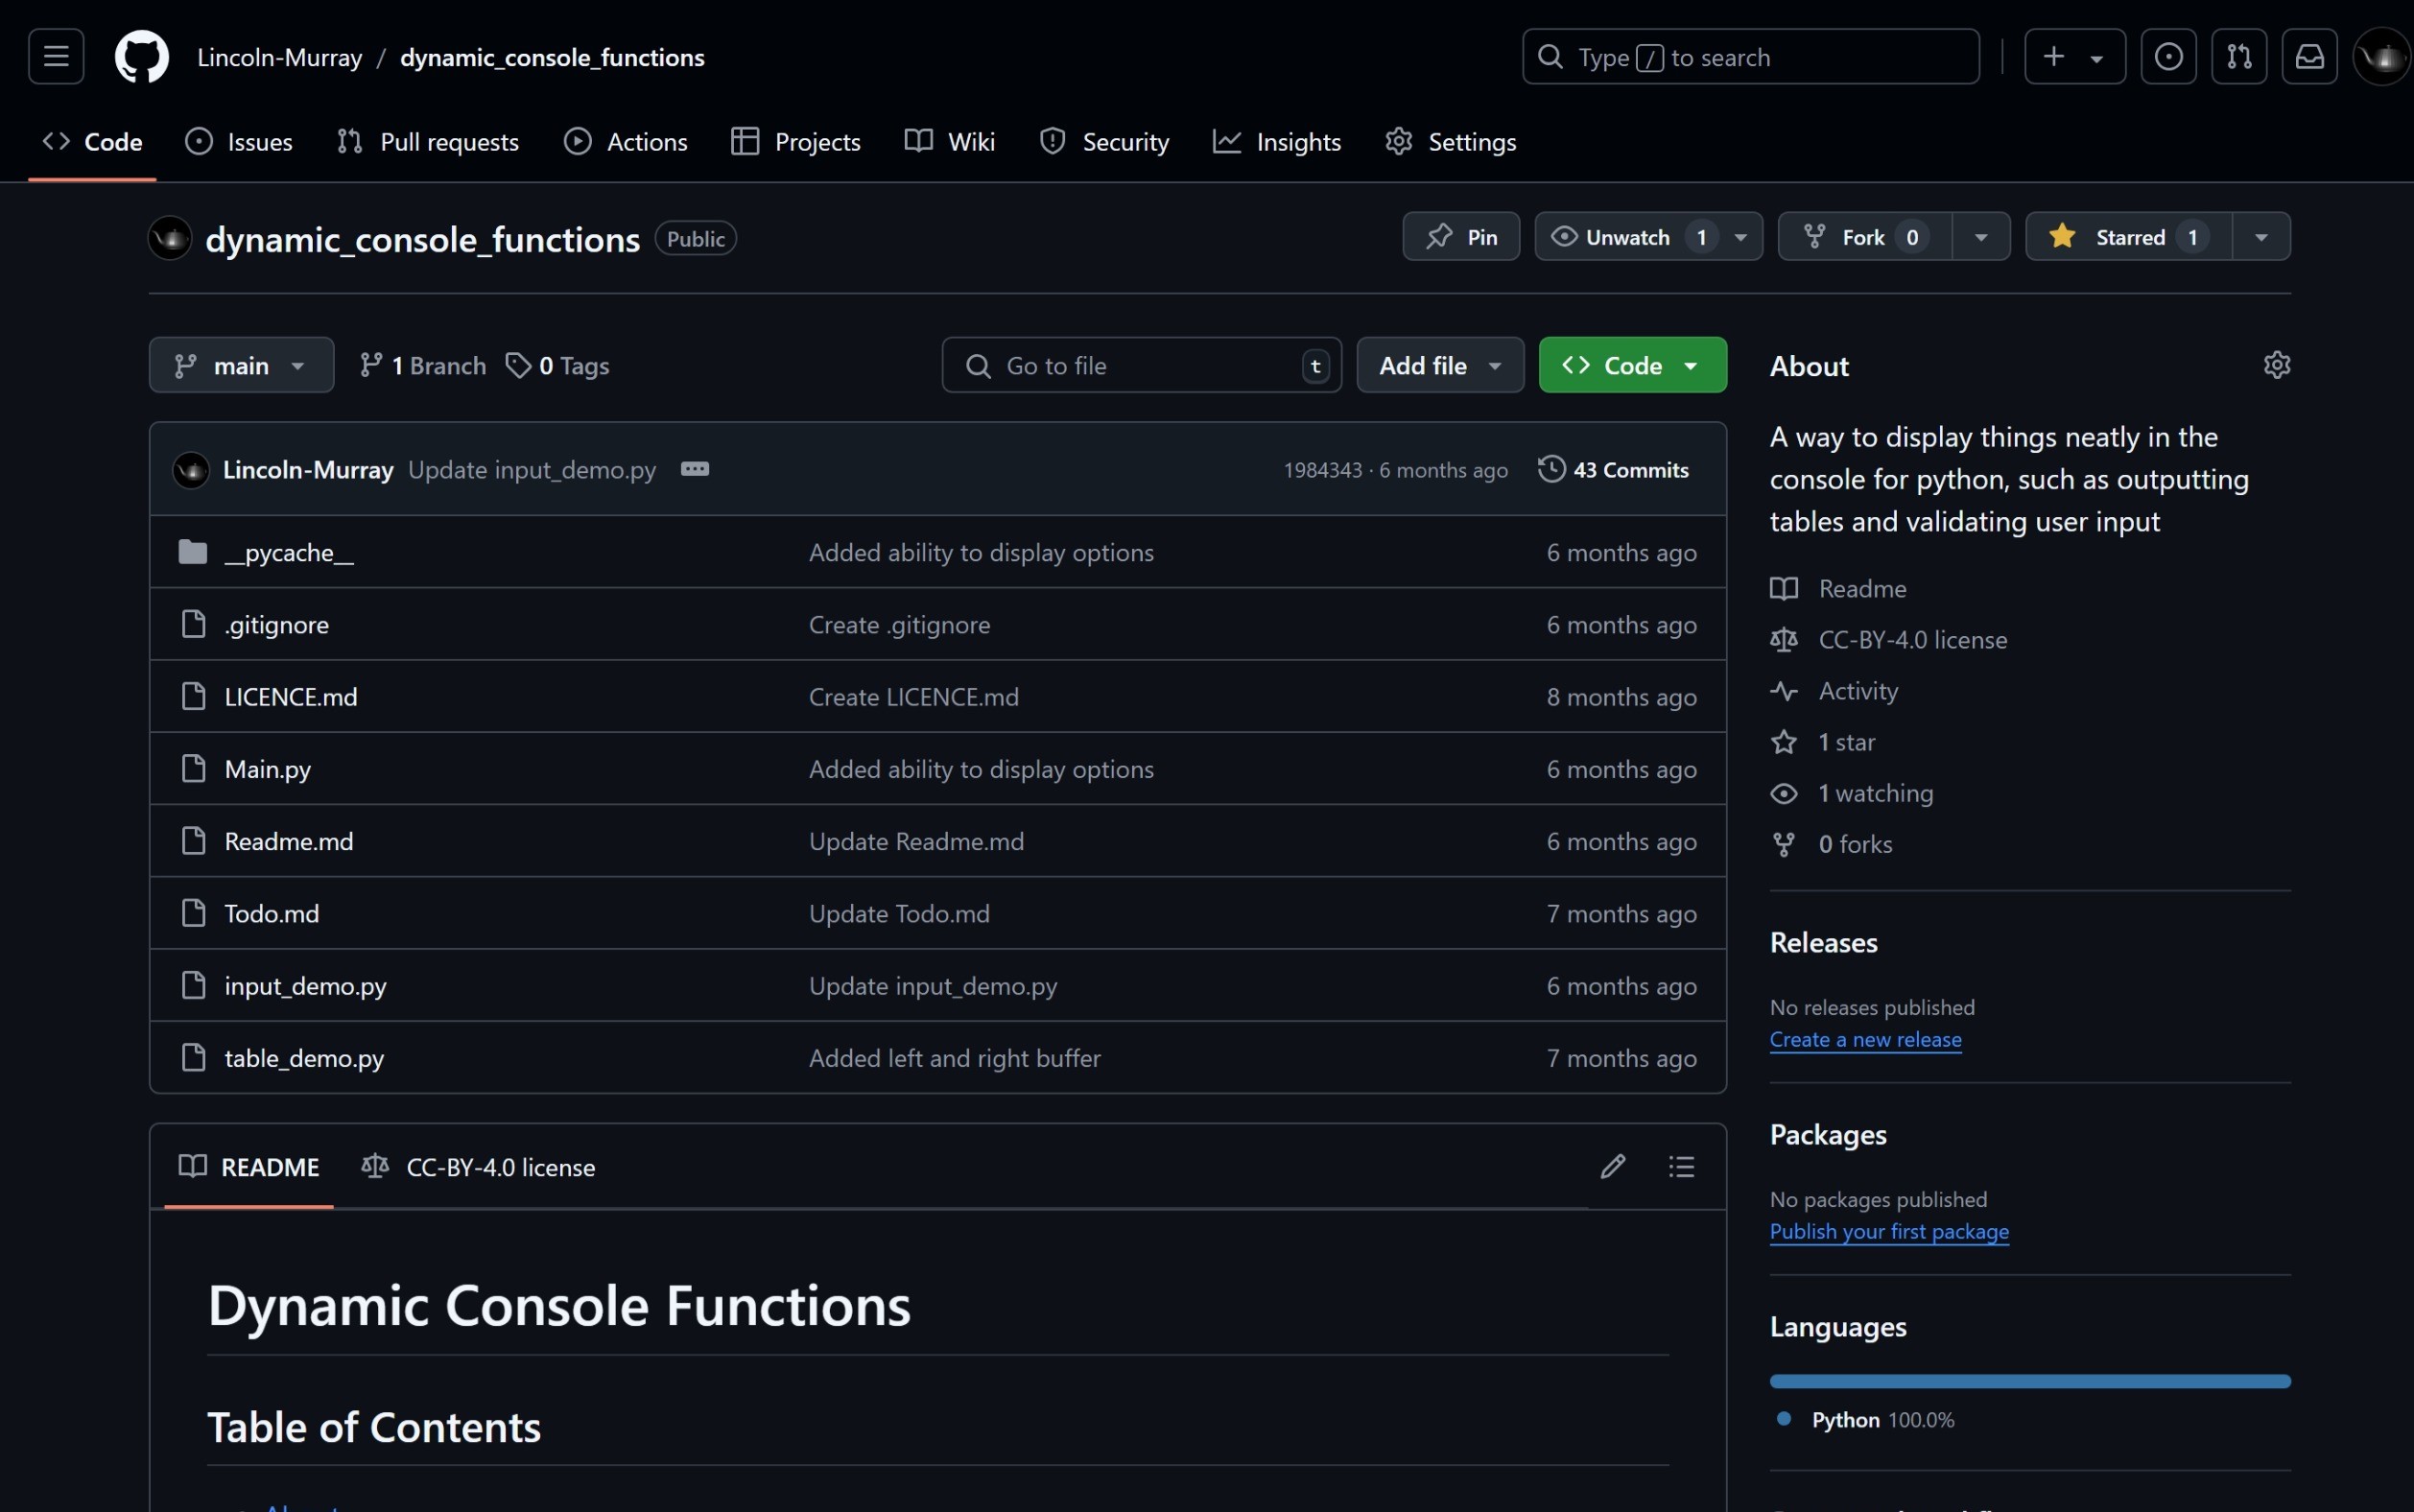 Lincoln-Murray / dynamic_console_functions
Type / to search
Code Issues Pull requests Actions Projects Wiki Security Insights Settings
dynamic_console_functions Public
Pin Unwatch 1 Fork 0 Starred 1
main 1 Branch 0 Tags
Go to file t Add file Code
Lincoln-Murray Update input_demo.py 1984343 · 6 months ago 43 Commits
__pycache__ Added ability to display options 6 months ago
.gitignore Create .gitignore 6 months ago
LICENCE.md Create LICENCE.md 8 months ago
Main.py Added ability to display options 6 months ago
Readme.md Update Readme.md 6 months ago
Todo.md Update Todo.md 7 months ago
input_demo.py Update input_demo.py 6 months ago
table_demo.py Added left and right buffer 7 months ago
README CC-BY-4.0 license
Dynamic Console Functions
Table of Contents
About
A way to display things neatly in the
console for python, such as outputting
tables and validating user input
Readme
CC-BY-4.0 license
Activity
1 star
1 watching
0 forks
Releases
No releases published
Create a new release
Packages
No packages published
Publish your first package
Languages
Python 100.0%